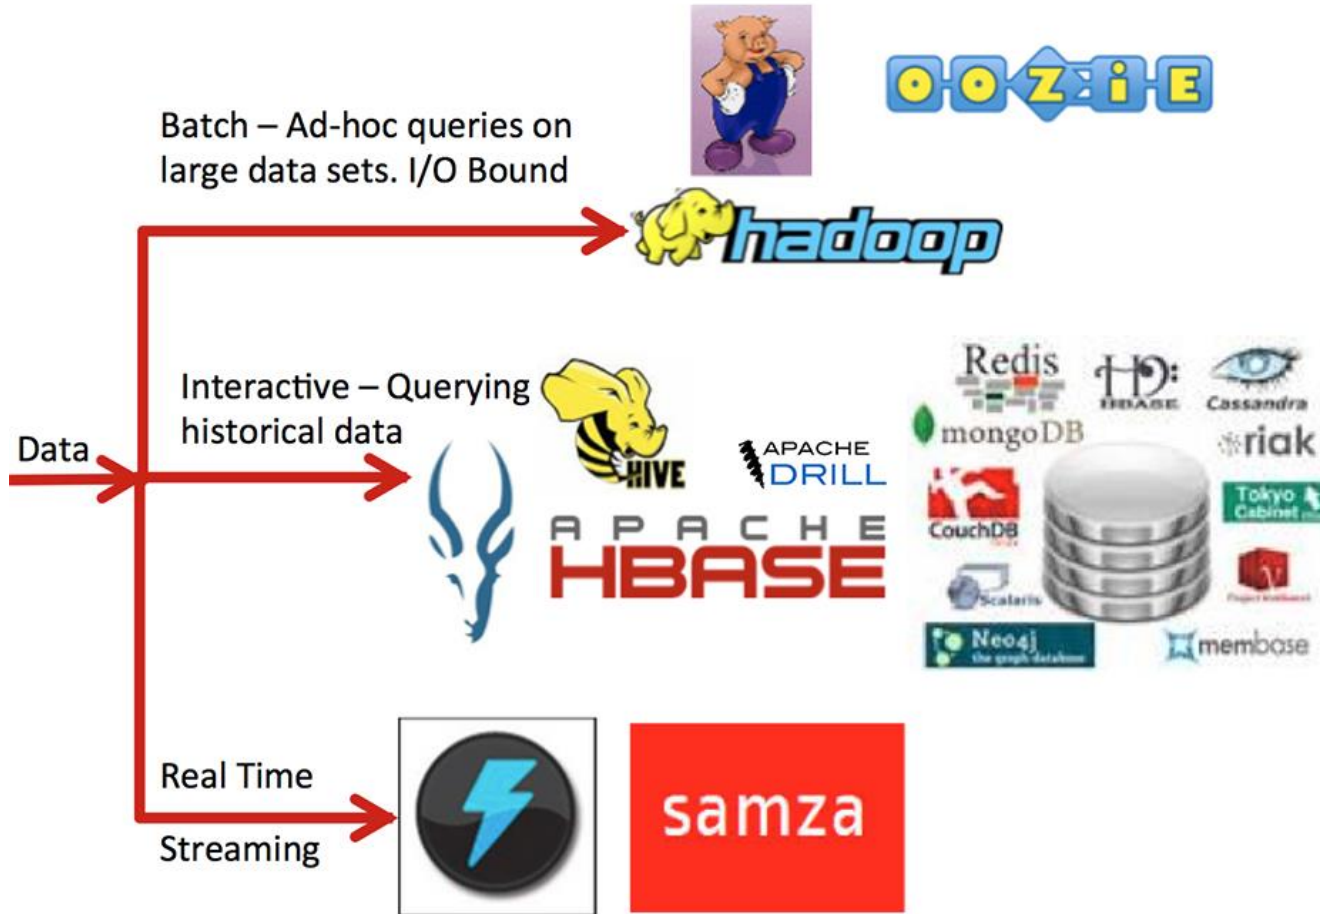 OOZiE
Batch – Ad-hoc queries on
large data sets. I/O Bound
hadoop
Interactive – Querying
historical data
Data
HIVE
APACHE
DRILL
APACHE
HBASE
Redis
HBASE
Cassandra
mongoDB
riak
CouchDB
Tokyo
Cabinet
Scalaris
Neo4j
the graph database
membase
Real Time
Streaming
samza